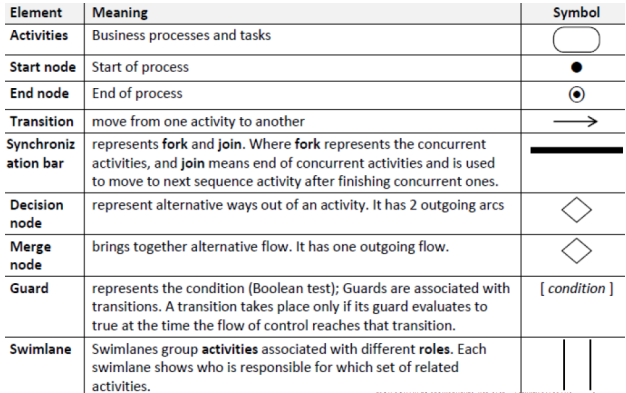 Element Meaning Symbol
Activities Business processes and tasks
Start node Start of process
End node End of process
Transition move from one activity to another
Synchroniz represents fork and join. Where fork represents the concurrent
ation bar activities, and join means end of concurrent activities and is used
to move to next sequence activity after finishing concurrent ones.
Decision represent alternative ways out of an activity. It has 2 outgoing arcs
node
Merge brings together alternative flow. It has one outgoing flow.
node
Guard represents the condition (Boolean test); Guards are associated with [ condition ]
transitions. A transition takes place only if its guard evaluates to
true at the time the flow of control reaches that transition.
Swimlane Swimlanes group activities associated with different roles. Each
swimlane shows who is responsible for which set of related
activities.